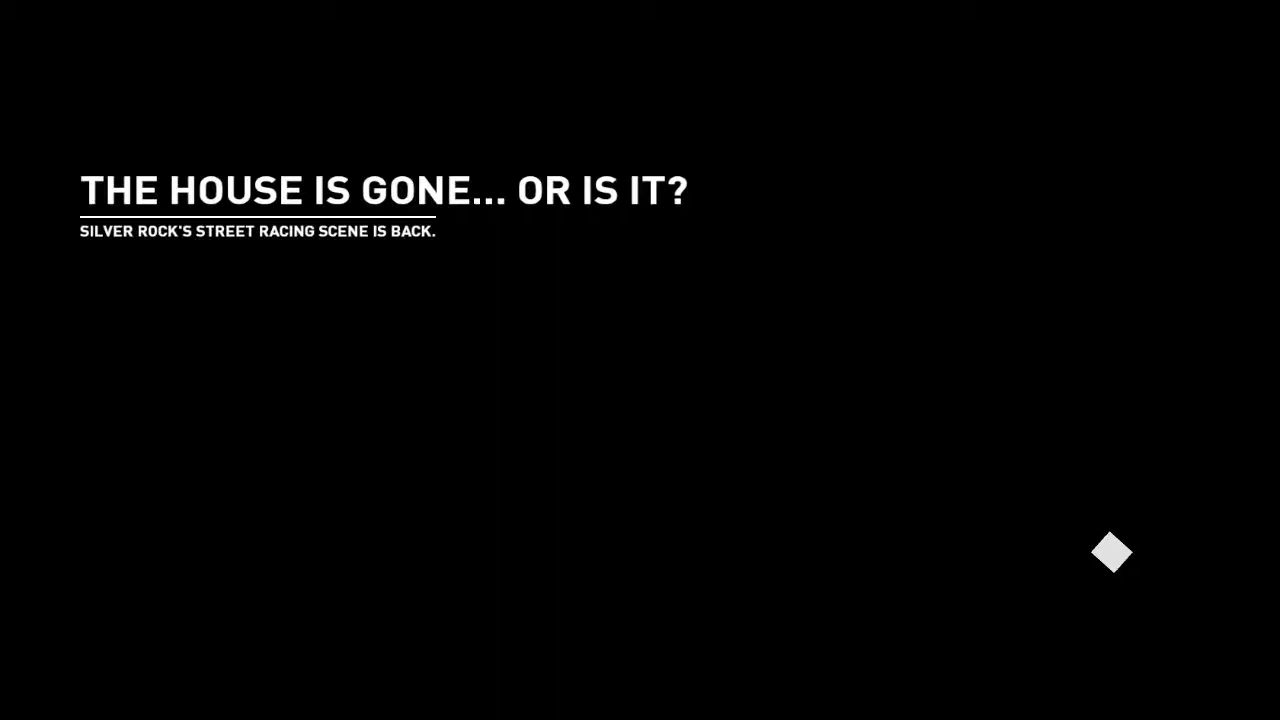 THE HOUSE IS GONE... OR IS IT?
SILVER ROCK'S STREET RACING SCENE IS BACK.